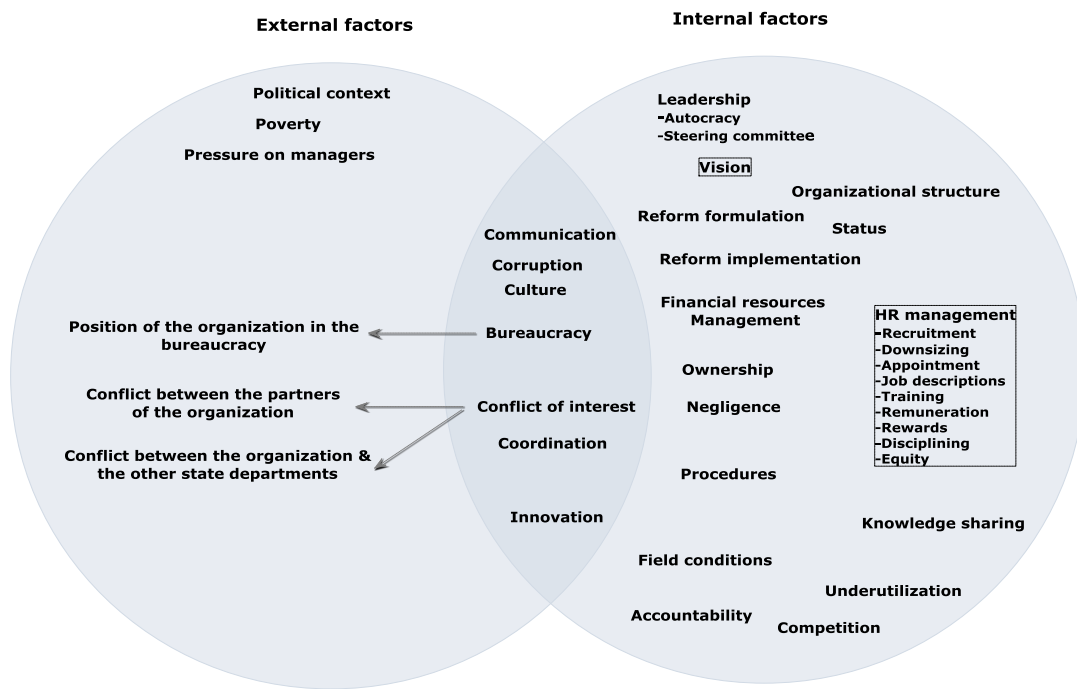 External factors
Internal factors
Political context
Poverty
Pressure on managers
Position of the organization in the
bureaucracy
Conflict between the partners
of the organization
Conflict between the organization &
the other state departments
Communication
Corruption
Culture
Bureaucracy
Conflict of interest
Coordination
Innovation
Leadership
-Autocracy
-Steering committee
Vision
Organizational structure
Reform formulation
Status
Reform implementation
Financial resources
Management
Ownership
Negligence
Procedures
HR management
-Recruitment
-Downsizing
-Appointment
-Job descriptions
-Training
-Remuneration
-Rewards
-Disciplining
-Equity
Knowledge sharing
Field conditions
Underutilization
Accountability
Competition